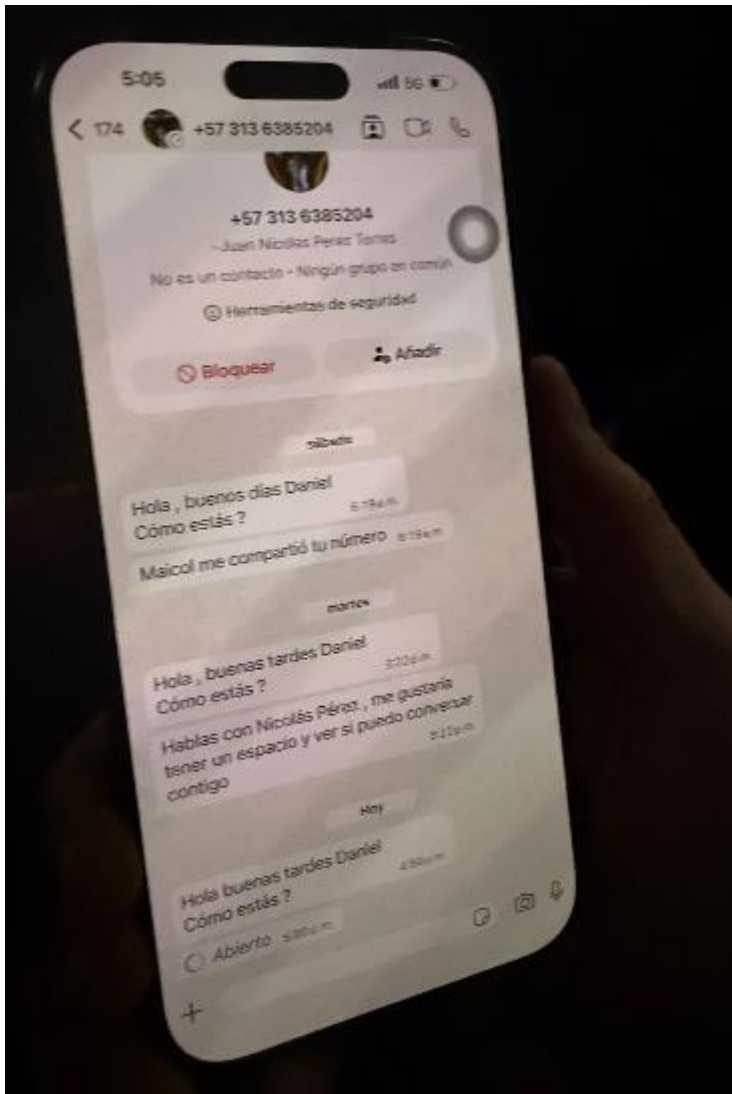 5:05
5G
174
+57 313 6385204
+57 313 6385204
~Juan Nicolas Perez Torres
No es un contacto • Ningún grupo en común
Herramientas de seguridad
Bloquear
Añadir
sábado
Hola , buenos días Daniel
Cómo estás ?
Maicol me compartió tu número
martes
Hola , buenas tardes Daniel
Cómo estás ?
Hablas con Nicolás Pérez , me gustaría
tener un espacio y ver si puedo conversar
contigo
Hoy
Hola buenas tardes Daniel
Cómo estás ?
Abierto